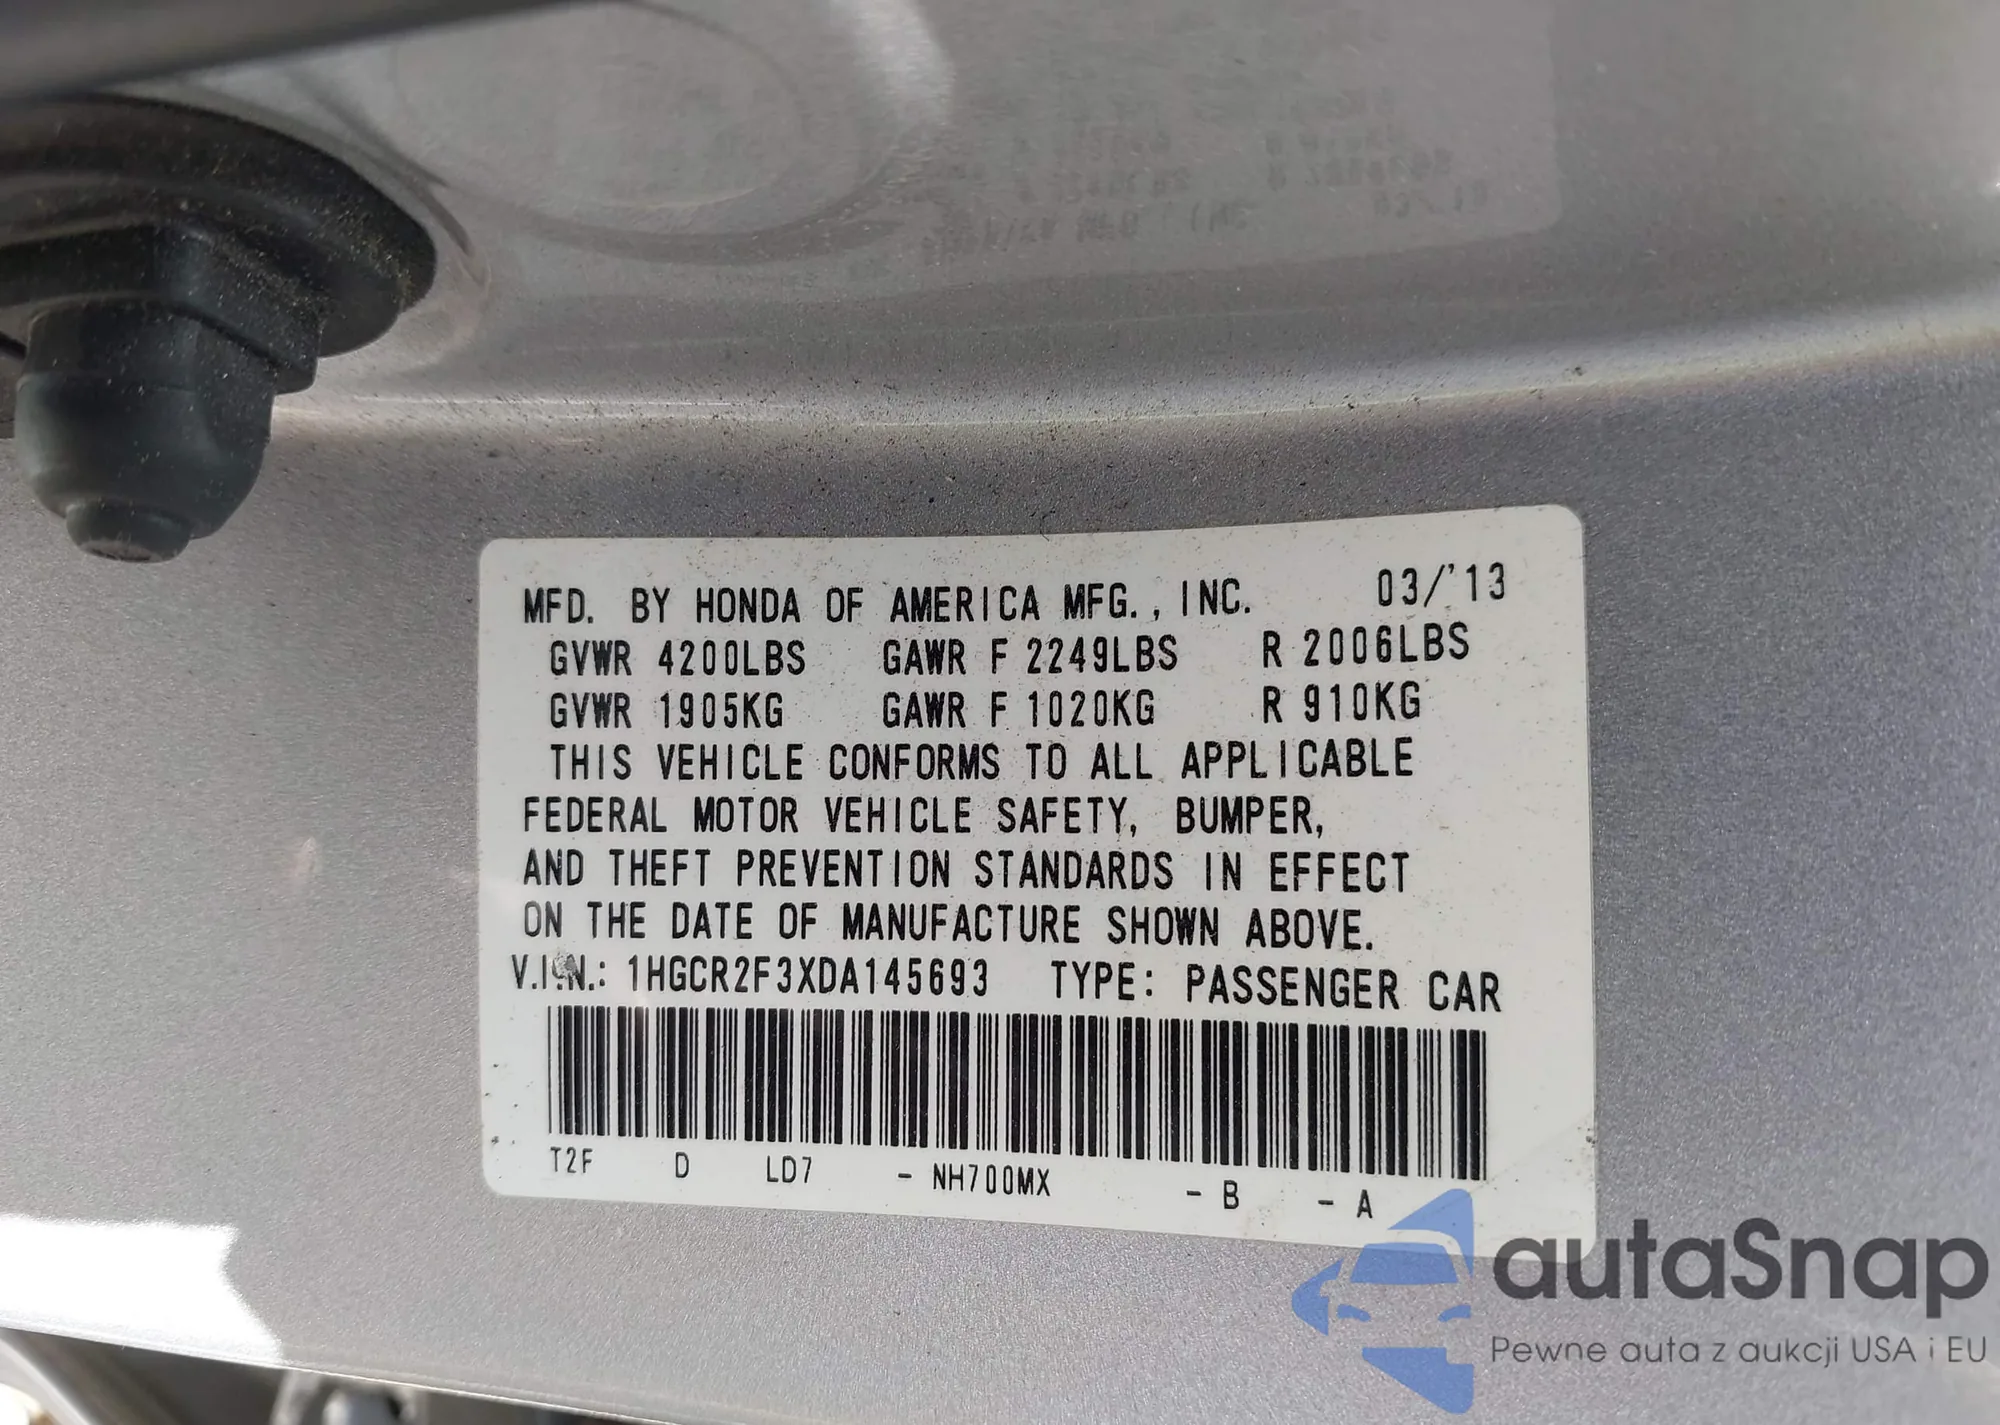 MFD. BY HONDA OF AMERICA MFG., INC. 03/'13
GVWR 4200LBS GAWR F 2249LBS R 2006LBS
GVWR 1905KG GAWR F 1020KG R 910KG
THIS VEHICLE CONFORMS TO ALL APPLICABLE
FEDERAL MOTOR VEHICLE SAFETY, BUMPER,
AND THEFT PREVENTION STANDARDS IN EFFECT
ON THE DATE OF MANUFACTURE SHOWN ABOVE.
V.I.N.: 1HGCR2F3XDA145693 TYPE: PASSENGER CAR
T2F D LD7 - NH700MX - B - A
autaSnap
Pewne auta z aukcji USA i EU